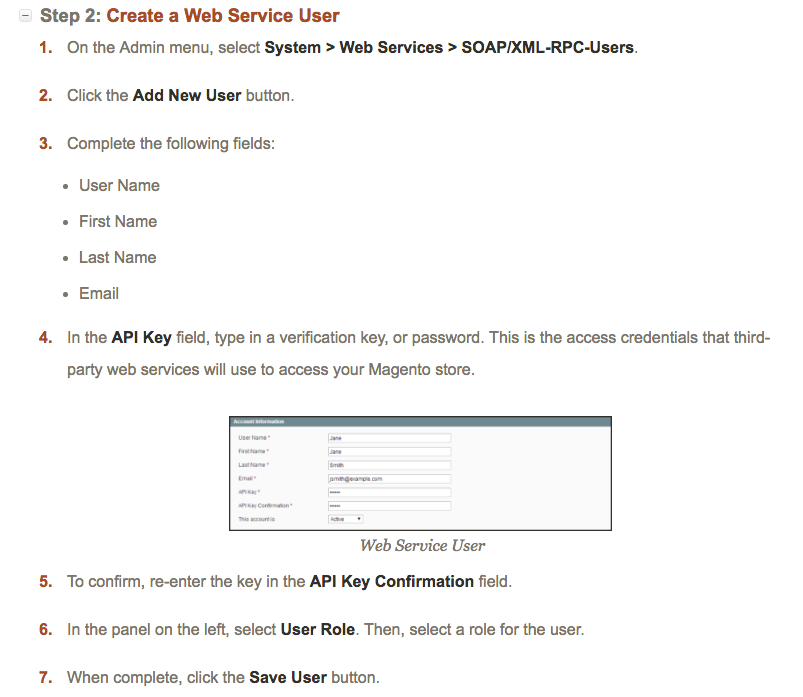 Step 2: Create a Web Service User
1. On the Admin menu, select System > Web Services > SOAP/XML-RPC-Users.
2. Click the Add New User button.
3. Complete the following fields:
• User Name
• First Name
• Last Name
• Email
4. In the API Key field, type in a verification key, or password. This is the access credentials that third-
party web services will use to access your Magento store.
Account Information
User Name *
Jane
First Name *
Jane
Last Name *
Smith
Email *
jsmith@example.com
API Key *
•••••
API Key Confirmation *
•••••
This account is
Active
Web Service User
5. To confirm, re-enter the key in the API Key Confirmation field.
6. In the panel on the left, select User Role. Then, select a role for the user.
7. When complete, click the Save User button.